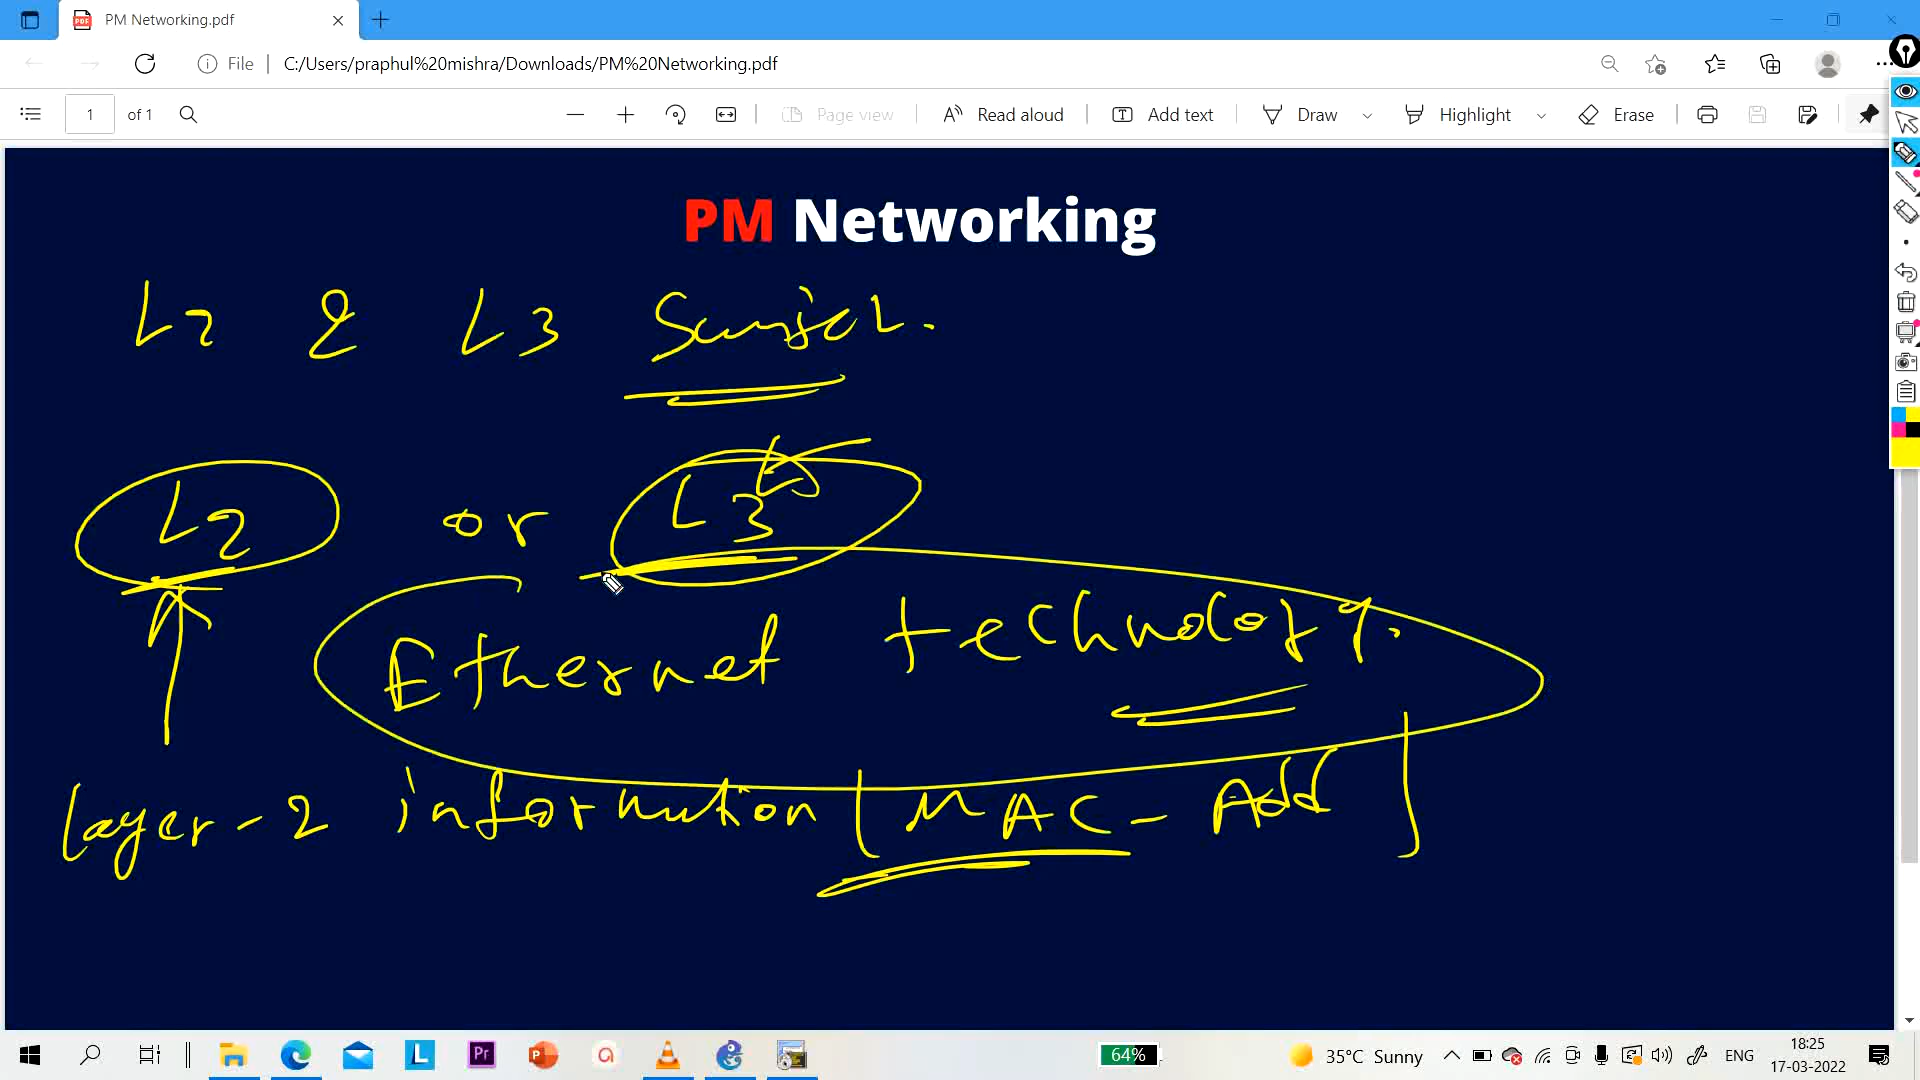 PM Networking.pdf
File C:/Users/praphul%20mishra/Downloads/PM%20Networking.pdf
1 of 1 Page view Read aloud Add text Draw Highlight Erase
PM Networking
L2 & L3 Switch.
L2 or L3
Ethernet technology.
Layer-2 information [MAC-Add]
64% 35°C Sunny ENG 18:25
17-03-2022